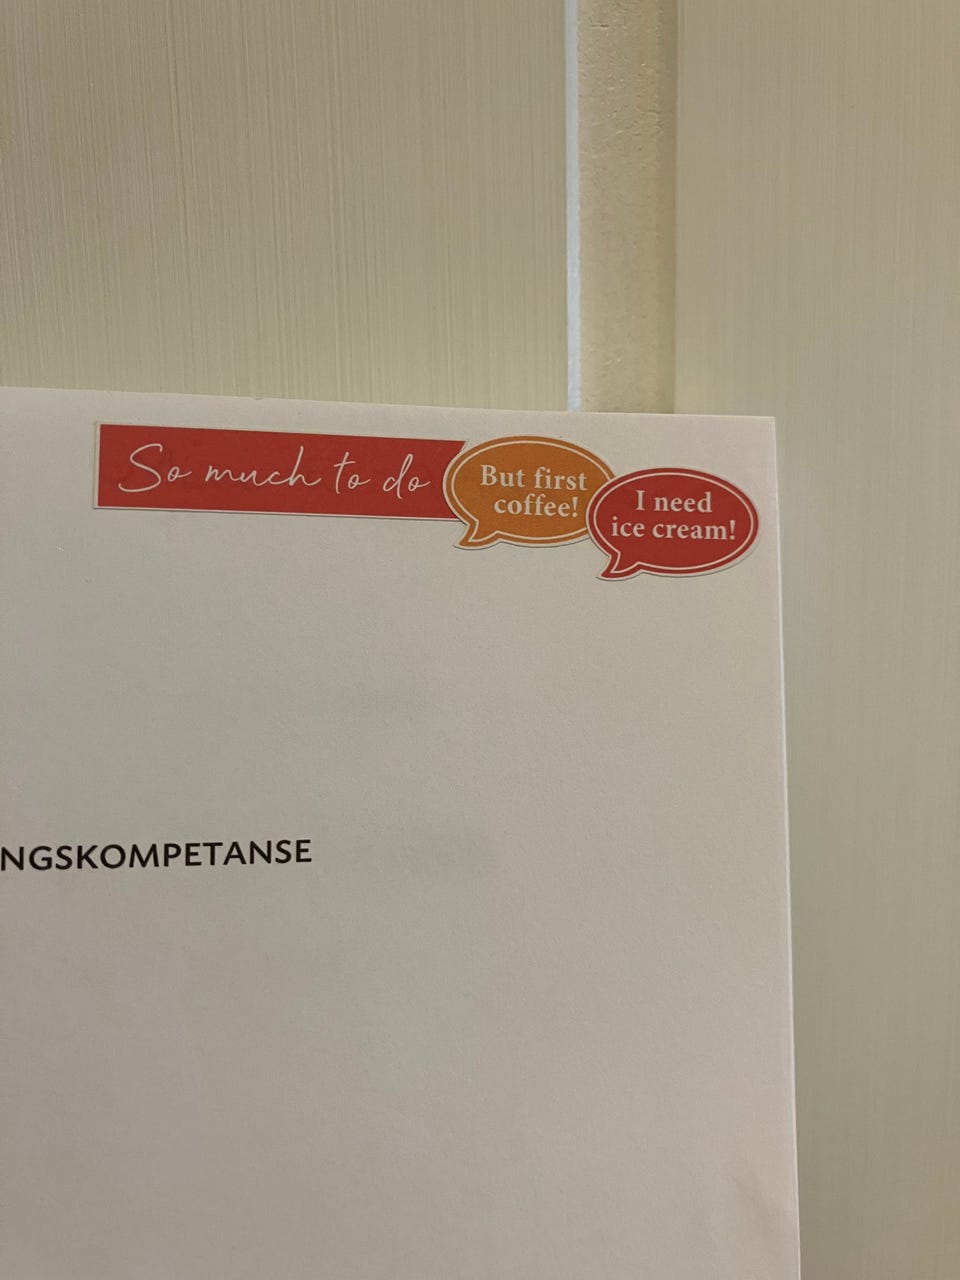 So much to do
But first
coffee!
I need
ice cream!
NGSKOMPETANSE